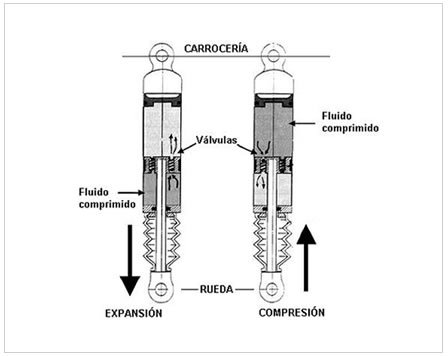 CARROCERÍA
Fluido
comprimido
Válvulas
Fluido
comprimido
RUEDA
EXPANSIÓN
COMPRESIÓN